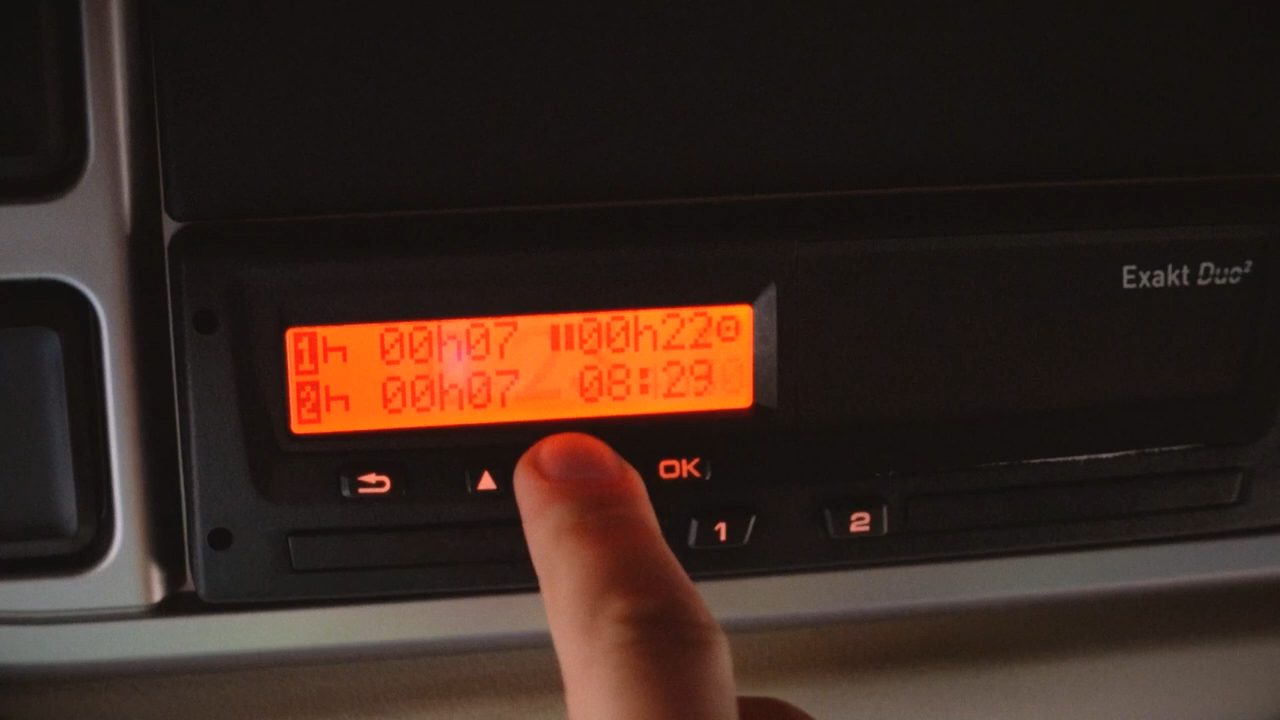 Exakt Duo²
1h 00h07 00h22
2h 00h07 08:29
OK
1 2